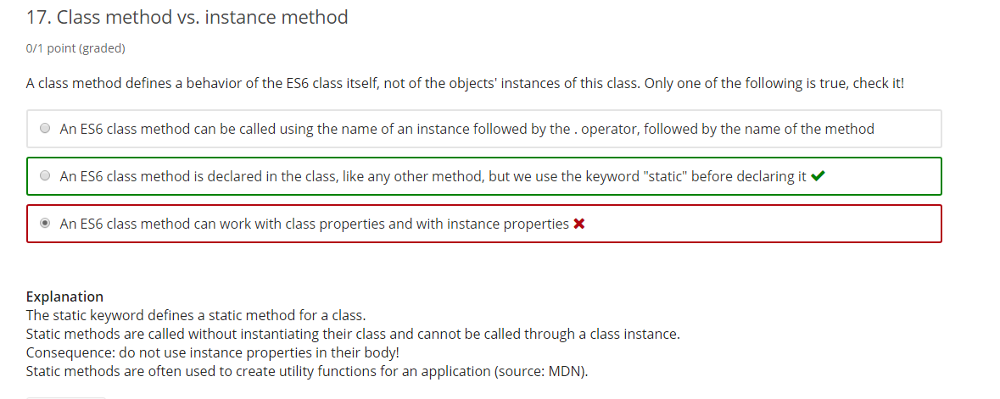 17. Class method vs. instance method
0/1 point (graded)
A class method defines a behavior of the ES6 class itself, not of the objects' instances of this class. Only one of the following is true, check it!
An ES6 class method can be called using the name of an instance followed by the . operator, followed by the name of the method
An ES6 class method is declared in the class, like any other method, but we use the keyword "static" before declaring it
An ES6 class method can work with class properties and with instance properties
Explanation
The static keyword defines a static method for a class.
Static methods are called without instantiating their class and cannot be called through a class instance.
Consequence: do not use instance properties in their body!
Static methods are often used to create utility functions for an application (source: MDN).